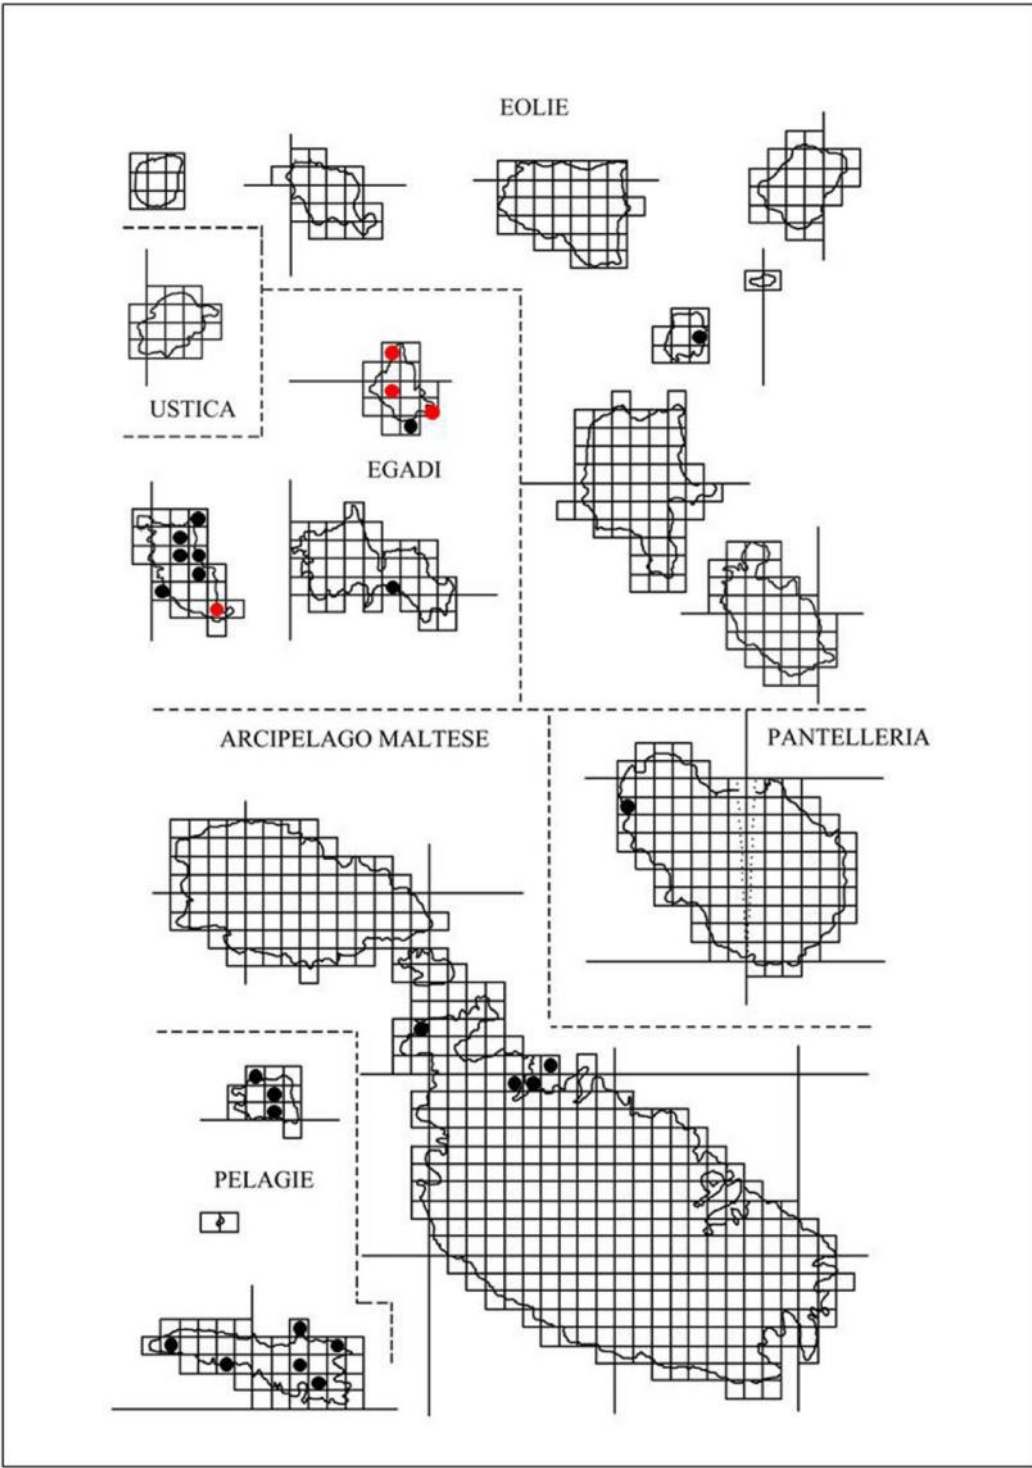 EOLIE
USTICA
EGADI
ARCIPELAGO MALTESE
PANTELLERIA
PELAGIE